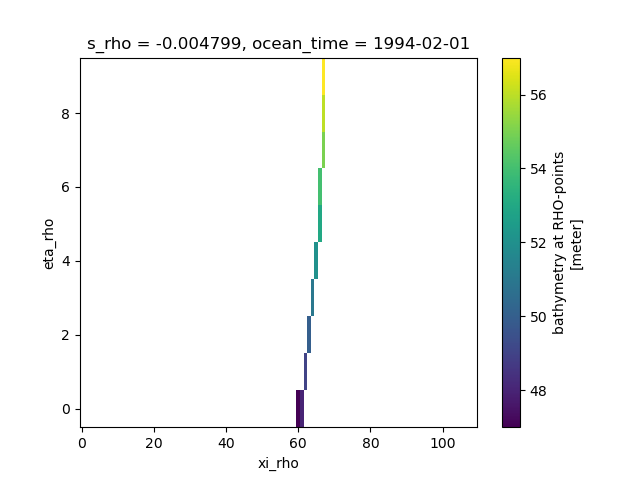 s_rho = -0.004799, ocean_time = 1994-02-01
8
6
4
2
0
eta_rho
0 20 40 60 80 100
xi_rho
56
54
52
50
48
bathymetry at RHO-points
[meter]